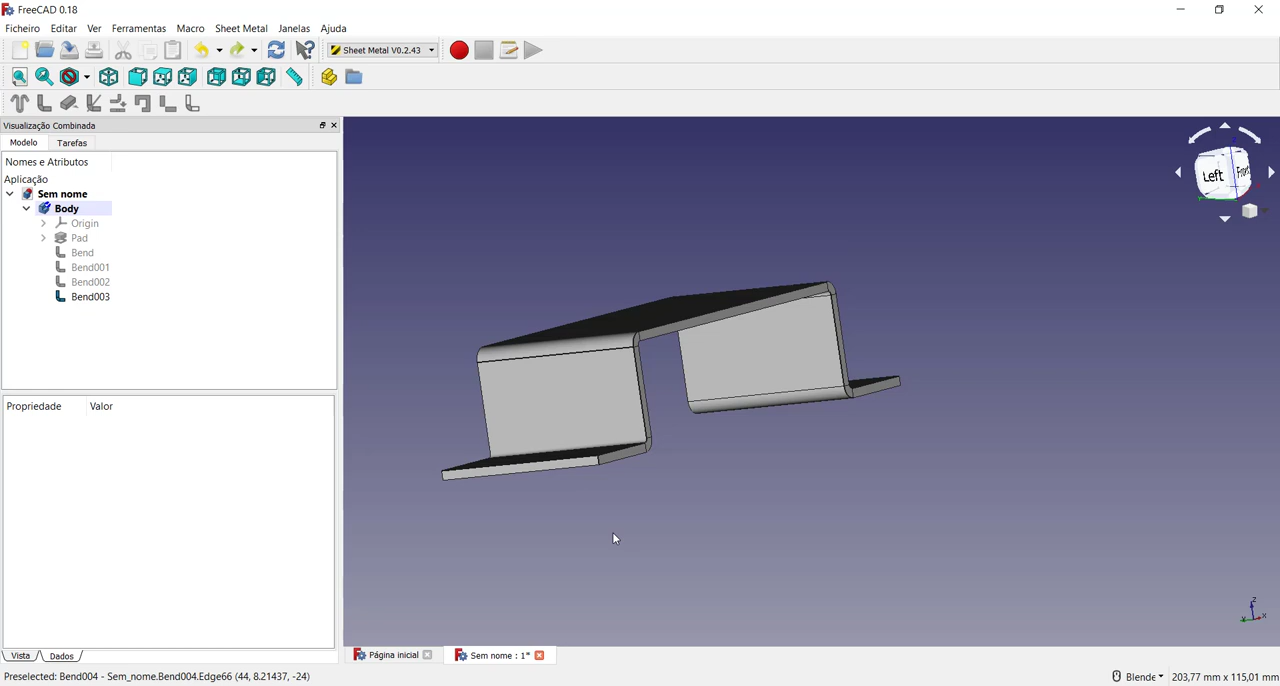 FreeCAD 0.18
Ficheiro Editar Ver Ferramentas Macro Sheet Metal Janelas Ajuda
Sheet Metal V0.2.43
Visualização Combinada
Modelo Tarefas
Nomes e Atributos
Aplicação
Sem nome
Body
Origin
Pad
Bend
Bend001
Bend002
Bend003
Propriedade Valor
Left Front
Z
Y X
Vista Dados
Página inicial Sem nome : 1*
Preselected: Bend004 - Sem_nome.Bend004.Edge66 (44, 8.21437, -24) Blende 203,77 mm x 115,01 mm